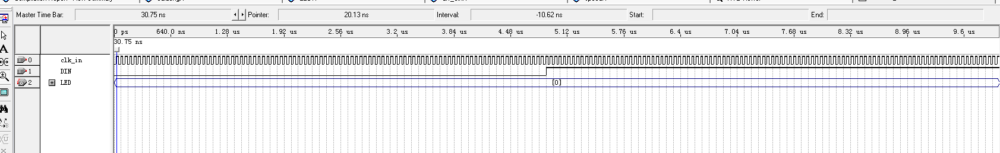 Master Time Bar: 30.75 ns Pointer: 20.13 ns Interval: -10.62 ns Start: End:
0 ps 640.0 ns 1.28 us 1.92 us 2.56 us 3.2 us 3.84 us 4.48 us 5.12 us 5.76 us 6.4 us 7.04 us 7.68 us 8.32 us 8.96 us 9.6 us
30.75 ns
0 clk_in
1 DIN
2 LED [0]